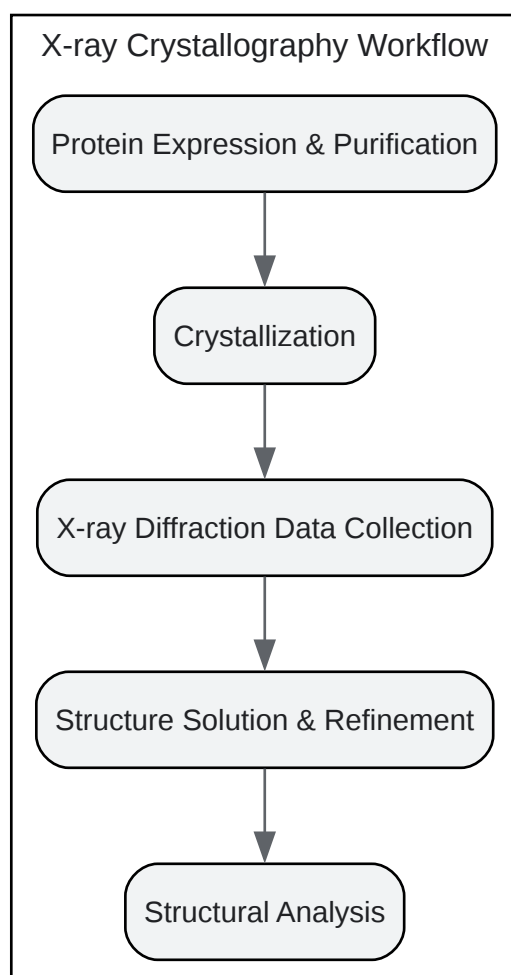 X-ray Crystallography Workflow
Protein Expression & Purification
Crystallization
X-ray Diffraction Data Collection
Structure Solution & Refinement
Structural Analysis